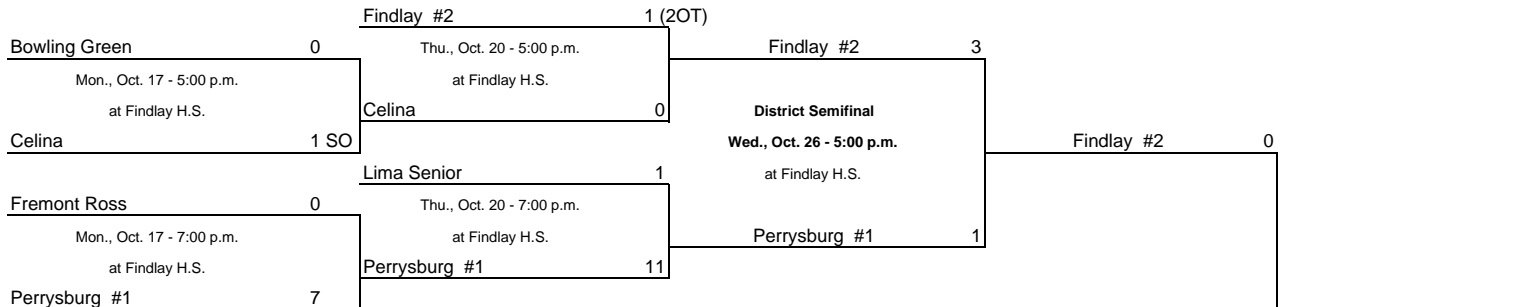 Findlay #2 1 (2OT)
Bowling Green 0
Thu., Oct. 20 - 5:00 p.m.
Findlay #2 3
Mon., Oct. 17 - 5:00 p.m.
at Findlay H.S.
at Findlay H.S.
Celina 0
District Semifinal
Celina 1 SO
Wed., Oct. 26 - 5:00 p.m.
Findlay #2 0
Lima Senior 1
at Findlay H.S.
Fremont Ross 0
Thu., Oct. 20 - 7:00 p.m.
Mon., Oct. 17 - 7:00 p.m.
at Findlay H.S.
Perrysburg #1 1
at Findlay H.S.
Perrysburg #1 11
Perrysburg #1 7